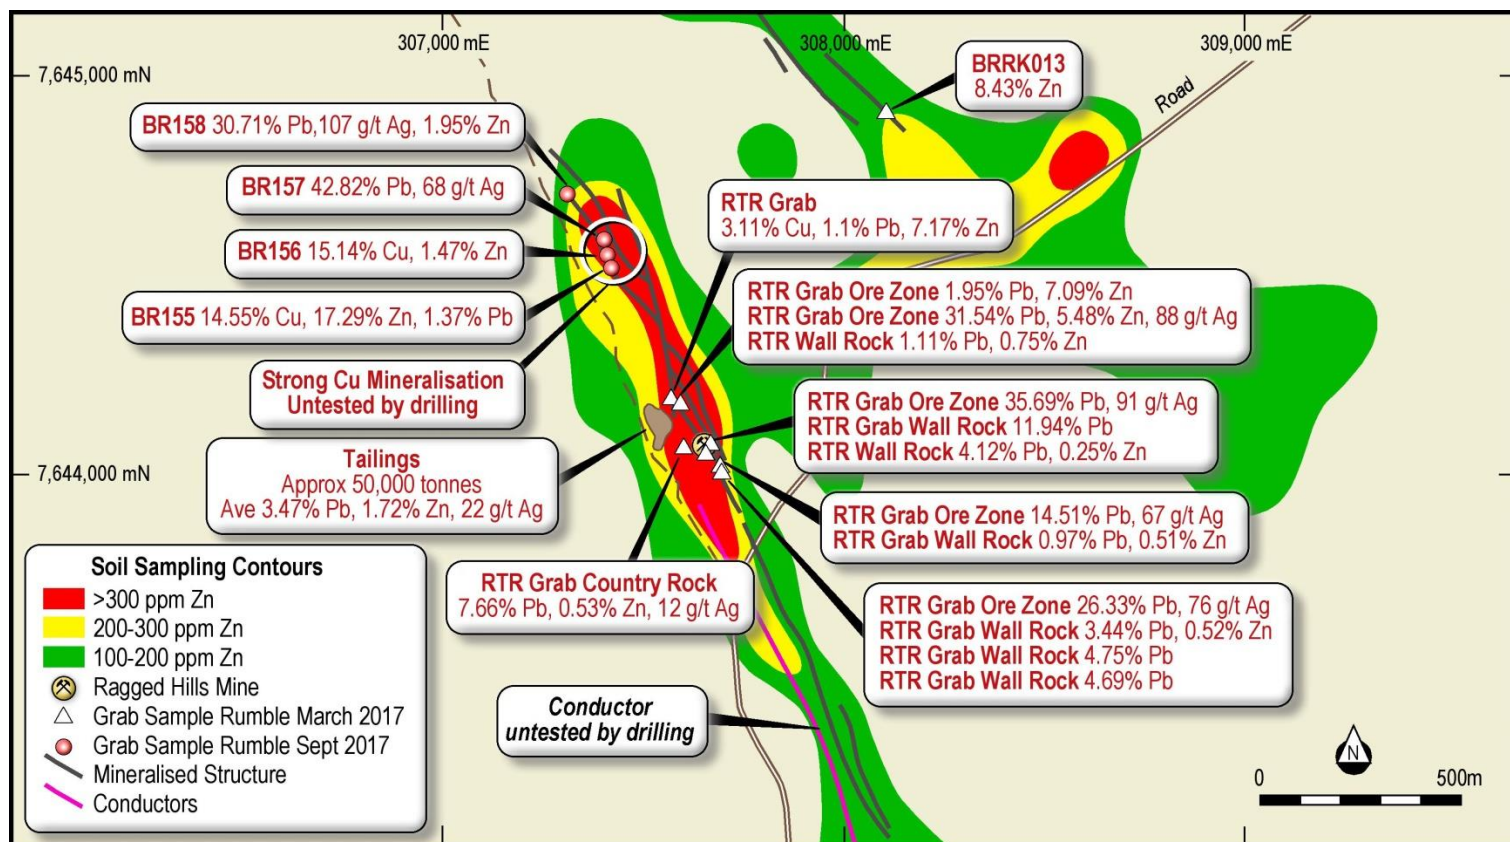 307,000 mE
308,000 mE
309,000 mE
7,645,000 mN
BRRK013
8.43% Zn
Road
BR158 30.71% Pb,107 g/t Ag, 1.95% Zn
BR157 42.82% Pb, 68 g/t Ag
RTR Grab
3.11% Cu, 1.1% Pb, 7.17% Zn
BR156 15.14% Cu, 1.47% Zn
BR155 14.55% Cu, 17.29% Zn, 1.37% Pb
RTR Grab Ore Zone 1.95% Pb, 7.09% Zn
RTR Grab Ore Zone 31.54% Pb, 5.48% Zn, 88 g/t Ag
RTR Wall Rock 1.11% Pb, 0.75% Zn
Strong Cu Mineralisation
Untested by drilling
RTR Grab Ore Zone 35.69% Pb, 91 g/t Ag
RTR Grab Wall Rock 11.94% Pb
RTR Wall Rock 4.12% Pb, 0.25% Zn
7,644,000 mN
Tailings
Approx 50,000 tonnes
Ave 3.47% Pb, 1.72% Zn, 22 g/t Ag
RTR Grab Ore Zone 14.51% Pb, 67 g/t Ag
RTR Grab Wall Rock 0.97% Pb, 0.51% Zn
RTR Grab Country Rock
7.66% Pb, 0.53% Zn, 12 g/t Ag
RTR Grab Ore Zone 26.33% Pb, 76 g/t Ag
RTR Grab Wall Rock 3.44% Pb, 0.52% Zn
RTR Grab Wall Rock 4.75% Pb
RTR Grab Wall Rock 4.69% Pb
Conductor
untested by drilling
Soil Sampling Contours
>300 ppm Zn
200-300 ppm Zn
100-200 ppm Zn
Ragged Hills Mine
Grab Sample Rumble March 2017
Grab Sample Rumble Sept 2017
Mineralised Structure
Conductors
N
0 500m